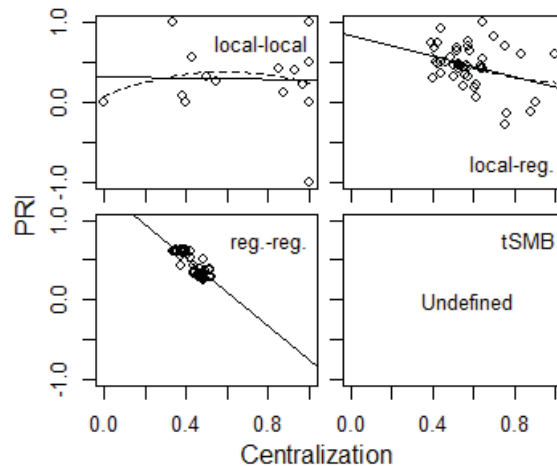 1.0
0.0
-1.0
local-local
local-reg.
PRI
1.0
0.0
-1.0
reg.-reg.
tSMB
Undefined
0.0 0.4 0.8
0.0 0.4 0.8
Centralization